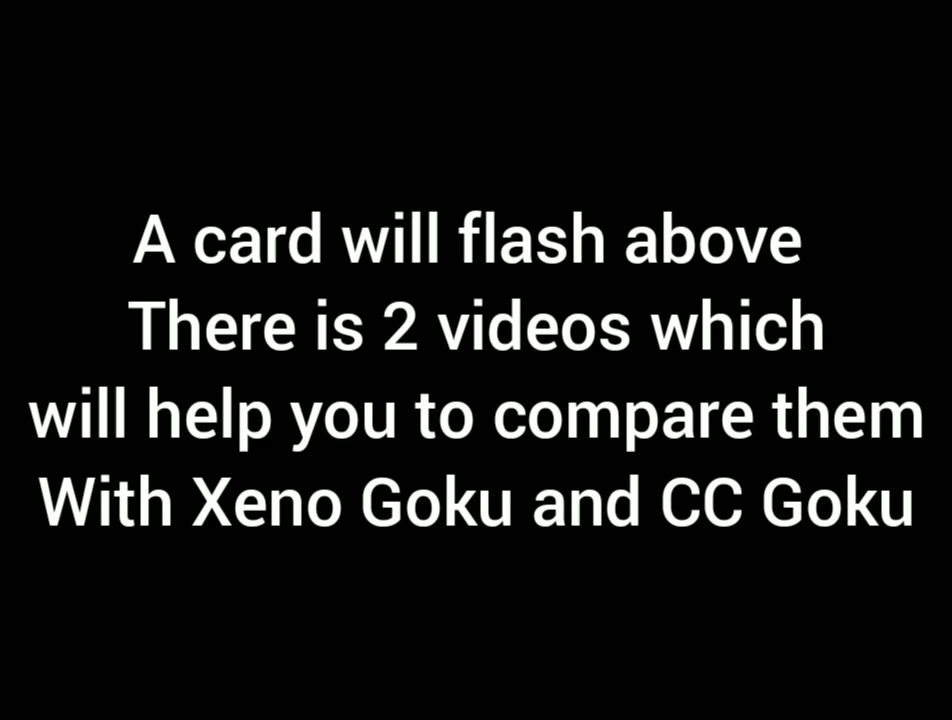 A card will flash above
There is 2 videos which
will help you to compare them
With Xeno Goku and CC Goku